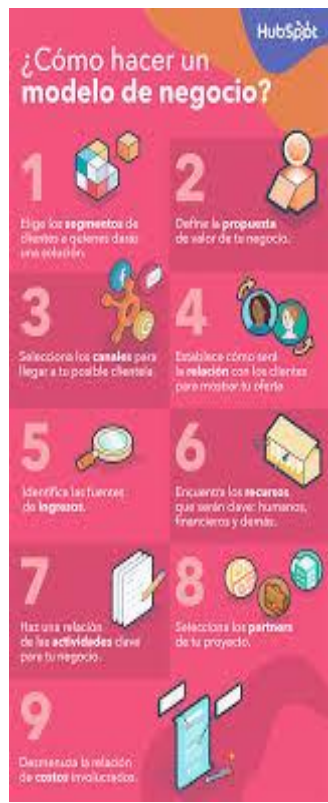 HubSpot
¿Cómo hacer un
modelo de negocio?
1
Elige los segmentos de
clientes a quienes darás
una solución.
2
Define la propuesta
de valor de tu negocio.
3
Selecciona los canales para
llegar a tu posible clientela
4
Establece cómo será
la relación con los clientes
para mostrar tu oferta
5
Identifica las fuentes
de ingresos.
6
Encuentra los recursos
que serán clave: humanos,
financieros y demás.
7
Haz una relación
de las actividades clave
para tu negocio.
8
Selecciona los partners
de tu proyecto.
9
Desmenuza la relación
de costos involucrados.